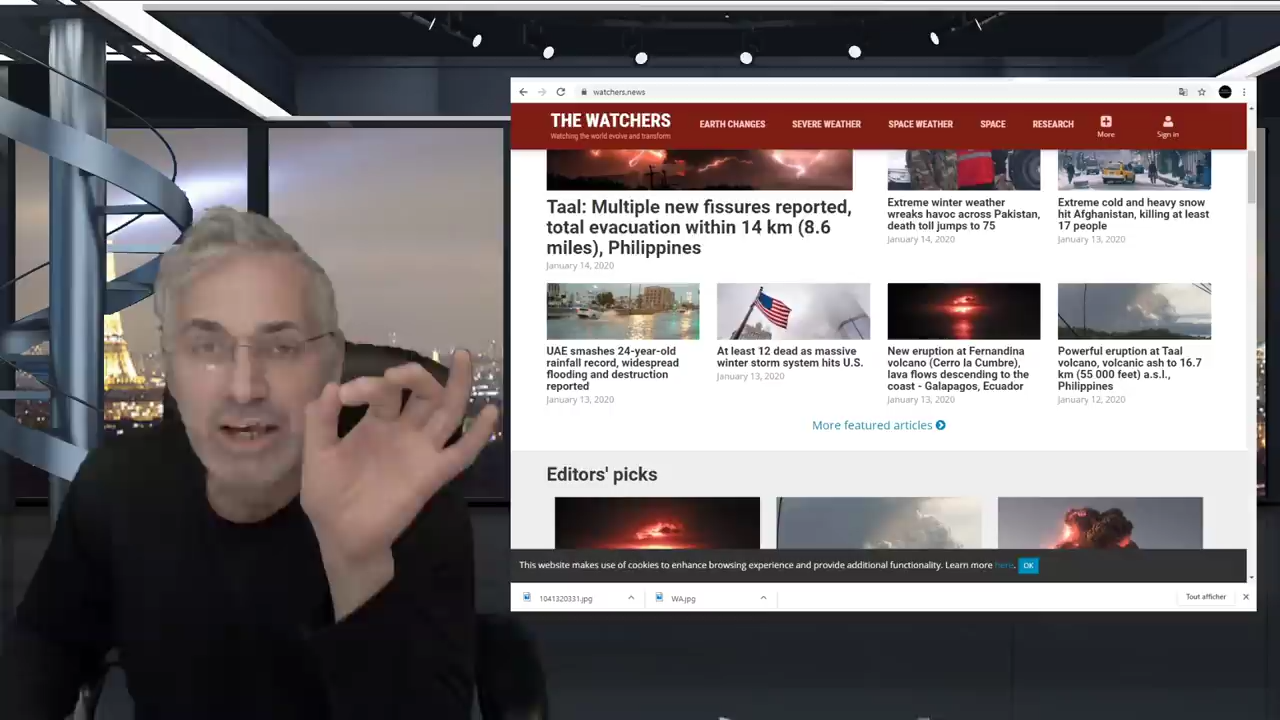 watchers.news
THE WATCHERS
Watching the world evolve and transform
EARTH CHANGES
SEVERE WEATHER
SPACE WEATHER
SPACE
RESEARCH
More
Sign in
Taal: Multiple new fissures reported,
total evacuation within 14 km (8.6
miles), Philippines
January 14, 2020
Extreme winter weather
wreaks havoc across Pakistan,
death toll jumps to 75
January 14, 2020
Extreme cold and heavy snow
hit Afghanistan, killing at least
17 people
January 13, 2020
UAE smashes 24-year-old
rainfall record, widespread
flooding and destruction
reported
January 13, 2020
At least 12 dead as massive
winter storm system hits U.S.
January 13, 2020
New eruption at Fernandina
volcano (Cerro la Cumbre),
lava flows descending to the
coast - Galapagos, Ecuador
January 13, 2020
Powerful eruption at Taal
volcano, volcanic ash to 16.7
km (55 000 feet) a.s.l.,
Philippines
January 12, 2020
More featured articles
Editors' picks
This website makes use of cookies to enhance browsing experience and provide additional functionality. Learn more here. OK
1041320331.jpg
WA.jpg
Tout afficher